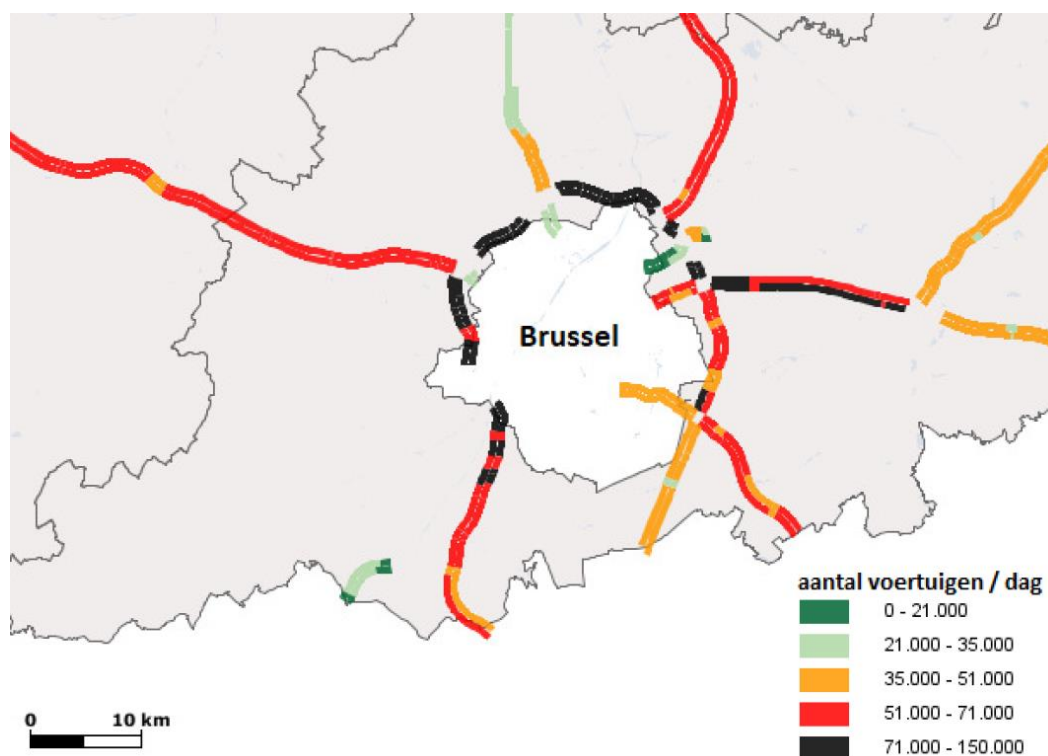 Brussel
aantal voertuigen / dag
0 - 21.000
21.000 - 35.000
35.000 - 51.000
51.000 - 71.000
71.000 - 150.000
0 10 km